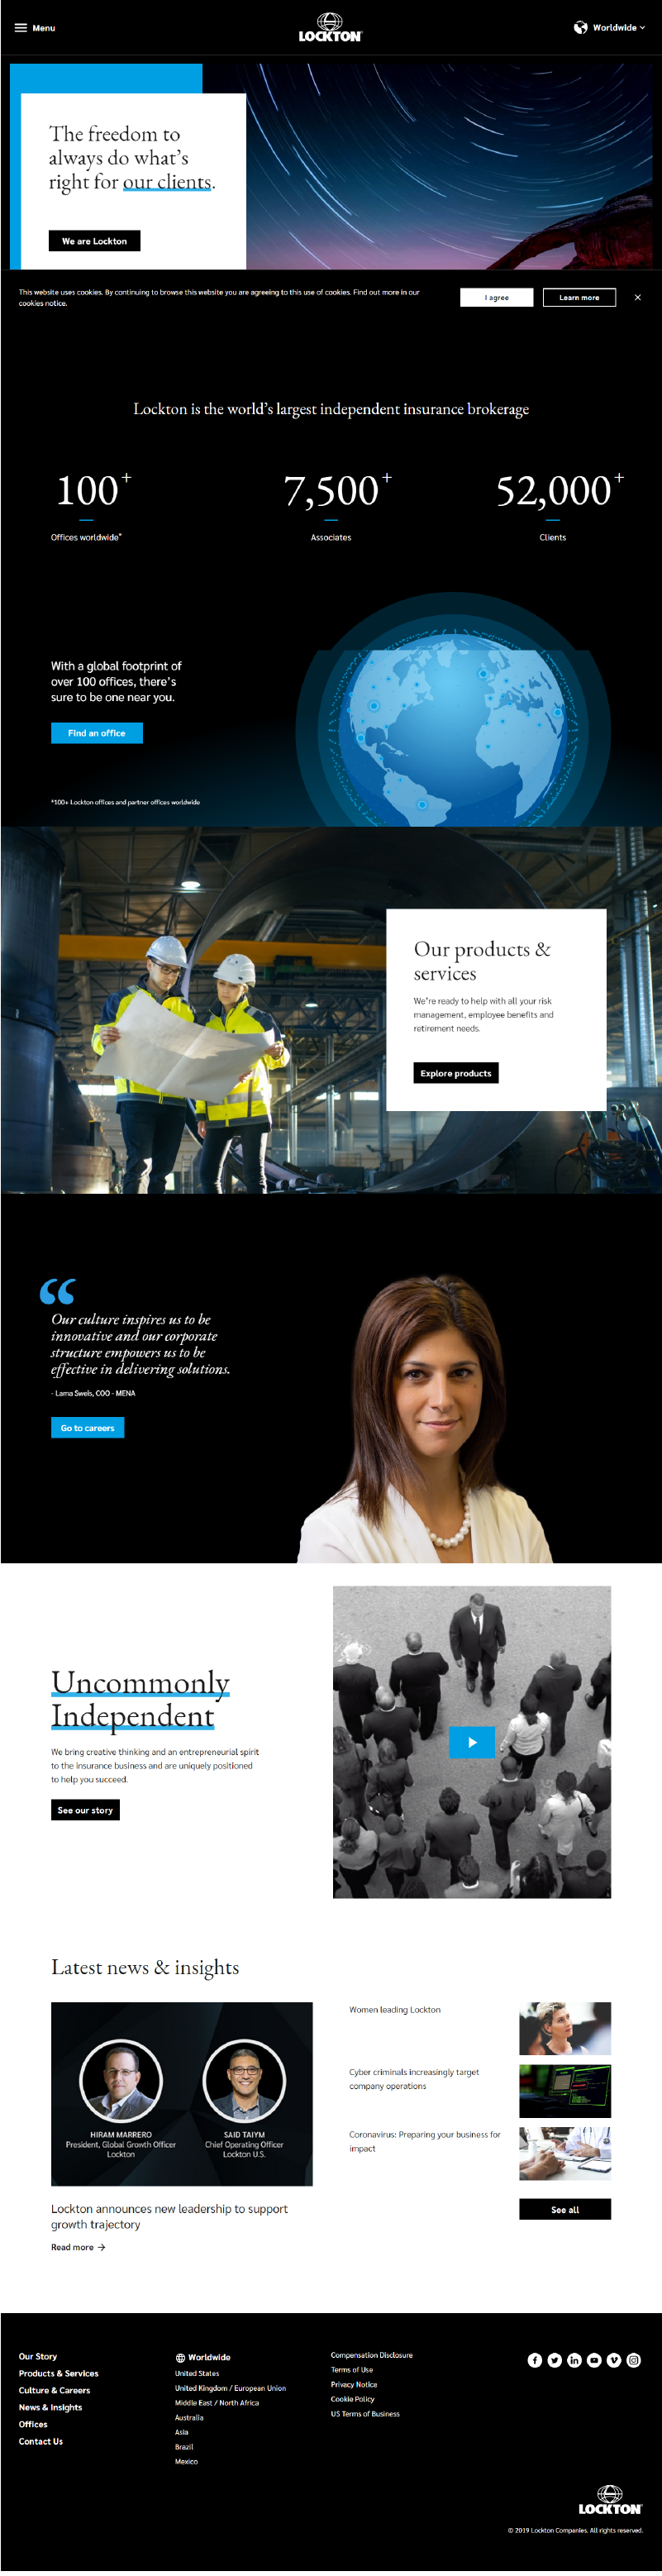 Menu
LOCKTON
Worldwide
The freedom to
always do what's
right for our clients.
We are Lockton
This website uses cookies. By continuing to browse this website you are agreeing to this use of cookies. Find out more in our
cookies notice.
I agree
Learn more
Lockton is the world's largest independent insurance brokerage
100+
7,500+
52,000+
Offices worldwide*
Associates
Clients
With a global footprint of
over 100 offices, there's
sure to be one near you.
Find an office
*100+ Lockton offices and partner offices worldwide
Our products &
services
We're ready to help with all your risk
management, employee benefits and
retirement needs.
Explore products
“
Our culture inspires us to be
innovative and our corporate
structure empowers us to be
effective in delivering solutions.
- Lama Sweis, COO - MENA
Go to careers
Uncommonly
Independent
We bring creative thinking and an entrepreneurial spirit
to the insurance business and are uniquely positioned
to help you succeed.
See our story
Latest news & insights
HIRAM MARRERO
President, Global Growth Officer
Lockton
SAID TAIYM
Chief Operating Officer
Lockton U.S.
Lockton announces new leadership to support
growth trajectory
Read more →
Women leading Lockton
Cyber criminals increasingly target
company operations
Coronavirus: Preparing your business for
impact
See all
Our Story
Products & Services
Culture & Careers
News & Insights
Offices
Contact Us
Worldwide
United States
United Kingdom / European Union
Middle East / North Africa
Australia
Asia
Brazil
Mexico
Compensation Disclosure
Terms of Use
Privacy Notice
Cookie Policy
US Terms of Business
LOCKTON
© 2019 Lockton Companies. All rights reserved.